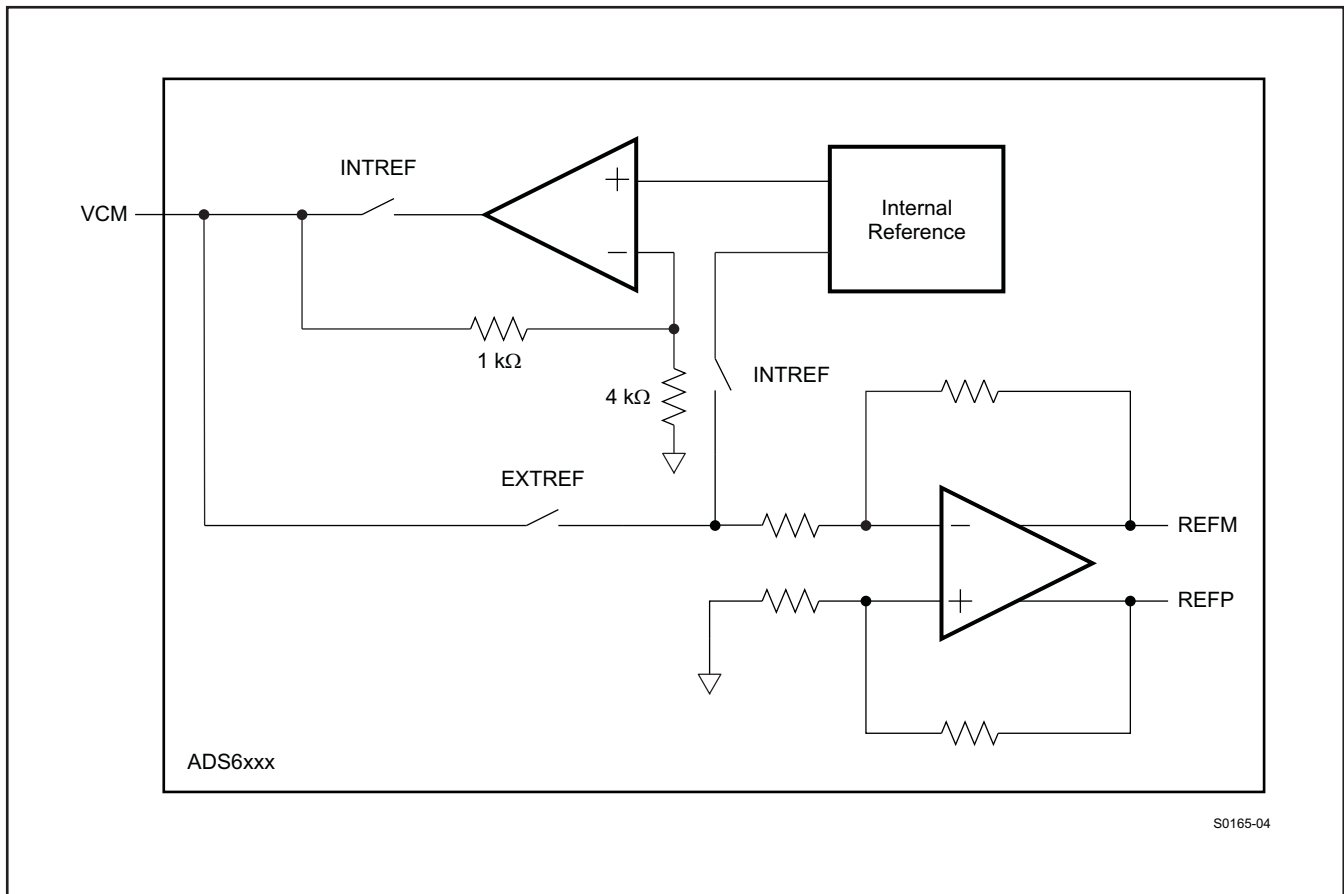 INTREF
VCM
+
−
Internal
Reference
1 kΩ
4 kΩ
INTREF
EXTREF
−
REFM
+
REFP
ADS6xxx
S0165-04